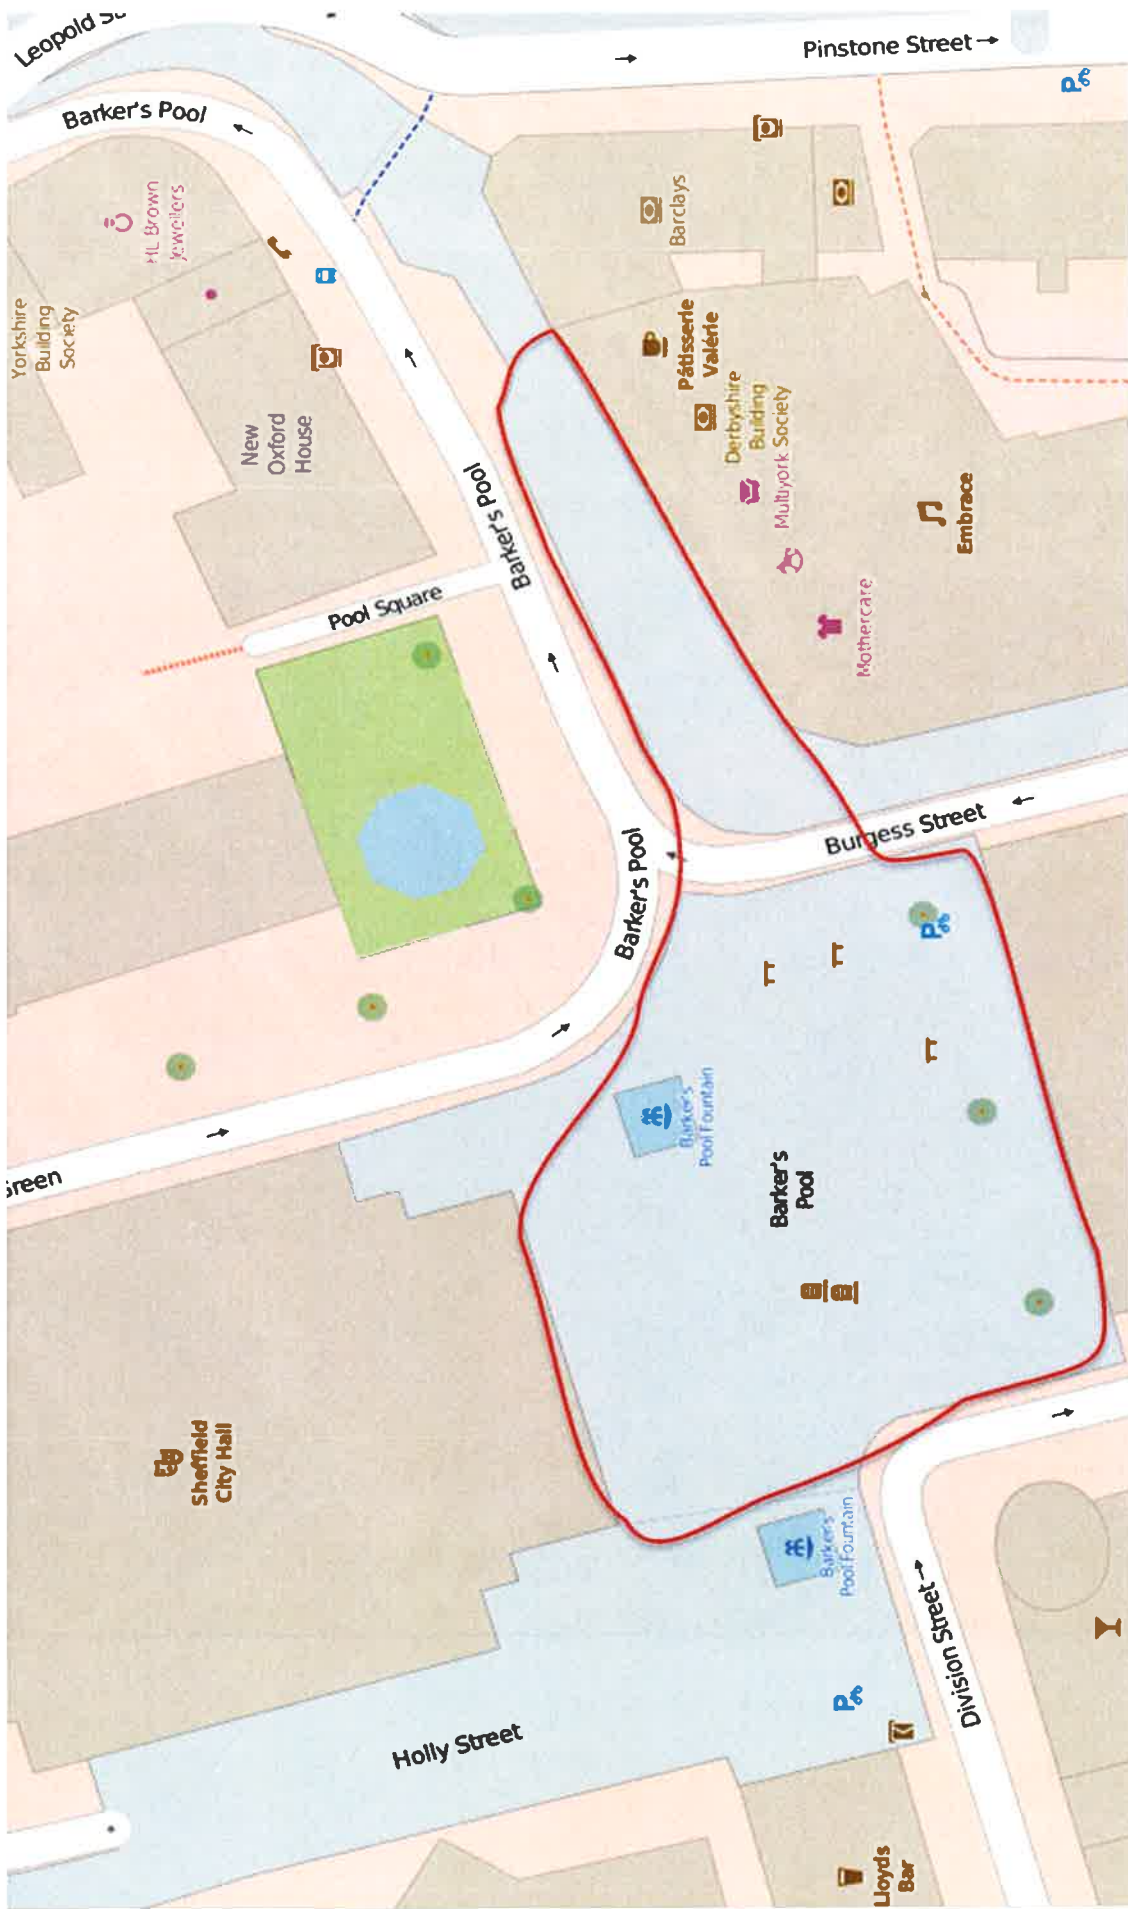 Leopold
Pinstone Street
Barker's Pool
HL Brown
Jewellers
Yorkshire
Building
Society
Barclays
Pâtisserie
Valérie
Derbyshire
Building
Society
Multiyork
New
Oxford
House
Barker's Pool
Embrace
Pool Square
Mothercare
Burgess Street
Barker's Pool
Barker's
Pool Fountain
Barker's
Pool
Green
Sheffield
City Hall
Barker's
Pool Fountain
Division Street
Holly Street
Lloyds
Bar